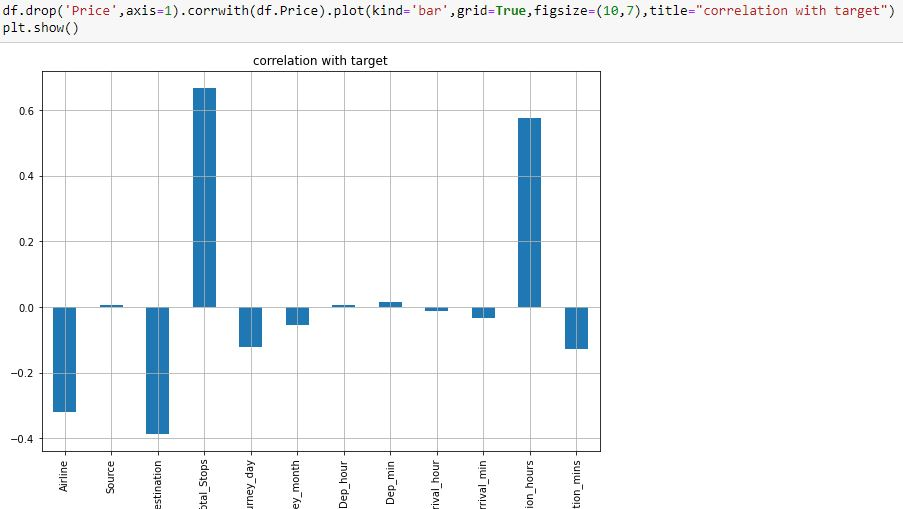 df.drop('Price',axis=1).corrwith(df.Price).plot(kind='bar',grid=True,figsize=(10,7),title="correlation with target")
plt.show()
correlation with target
0.6
0.4
0.2
0.0
−0.2
−0.4
Airline
Source
estination
otal_Stops
urney_day
ey_month
Dep_hour
Dep_min
rival_hour
rrival_min
ion_hours
tion_mins